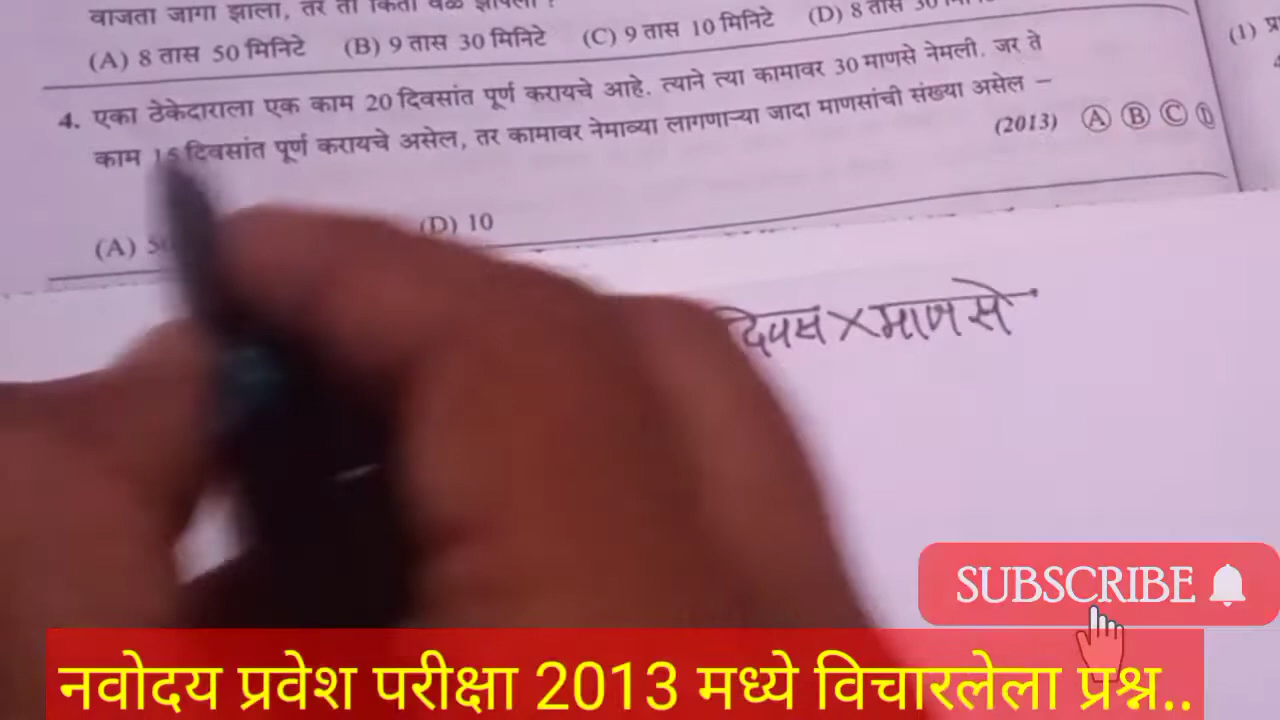 वाजता जागा झाला, तर तो किती वेळ झोपला ?
(A) 8 तास 50 मिनिटे (B) 9 तास 30 मिनिटे (C) 9 तास 10 मिनिटे (D) 8 तास
4. एका ठेकेदाराला एक काम 20 दिवसांत पूर्ण करायचे आहे. त्याने त्या कामावर 30 माणसे नेमली. जर ते
काम 15 दिवसांत पूर्ण करायचे असेल, तर कामावर नेमाव्या लागणाऱ्या जादा माणसांची संख्या असेल –
(2013) Ⓐ Ⓑ Ⓒ Ⓓ
(A) (D) 10
(1)
दिवस × माणसे
SUBSCRIBE
नवोदय प्रवेश परीक्षा 2013 मध्ये विचारलेला प्रश्न..